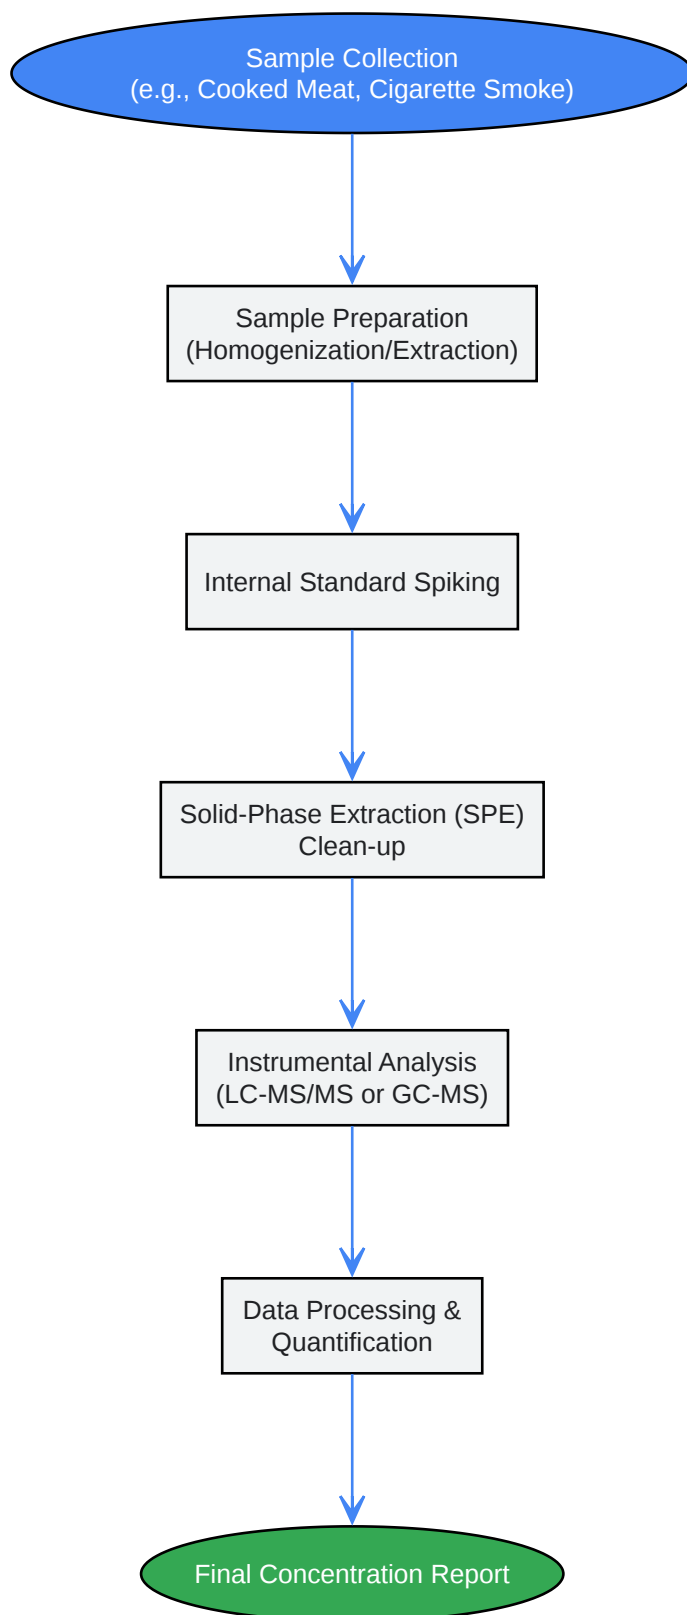 Sample Collection
(e.g., Cooked Meat, Cigarette Smoke)
Sample Preparation
(Homogenization/Extraction)
Internal Standard Spiking
Solid-Phase Extraction (SPE)
Clean-up
Instrumental Analysis
(LC-MS/MS or GC-MS)
Data Processing &
Quantification
Final Concentration Report